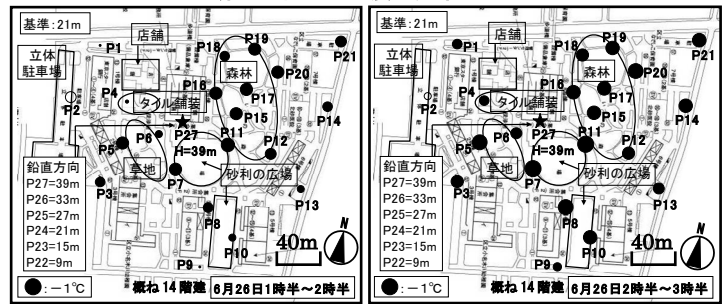 基準:21m
店舗
P1
P18
P19
P21
立体
駐車場
森林
P20
P2
P4
P16
P17
タイル舗装
P14
P15
P6
P27
P11
P12
P5
H=39m
草地
P7
砂利の広場
鉛直方向
P3
P27=39m
P26=33m
P25=27m
P24=21m
P23=15m
P22=9m
P13
P8
P10
P9
40m
N
●:-1℃
概ね14階建
6月26日1時半~2時半
基準:21m
店舗
P1
P18
P19
P21
立体
駐車場
森林
P20
P2
P4
P16
P17
タイル舗装
P14
P15
P6
P27
P11
P12
P5
H=39m
草地
P7
砂利の広場
鉛直方向
P3
P27=39m
P26=33m
P25=27m
P24=21m
P23=15m
P22=9m
P13
P8
P10
P9
40m
N
●:-1℃
概ね14階建
6月26日2時半~3時半